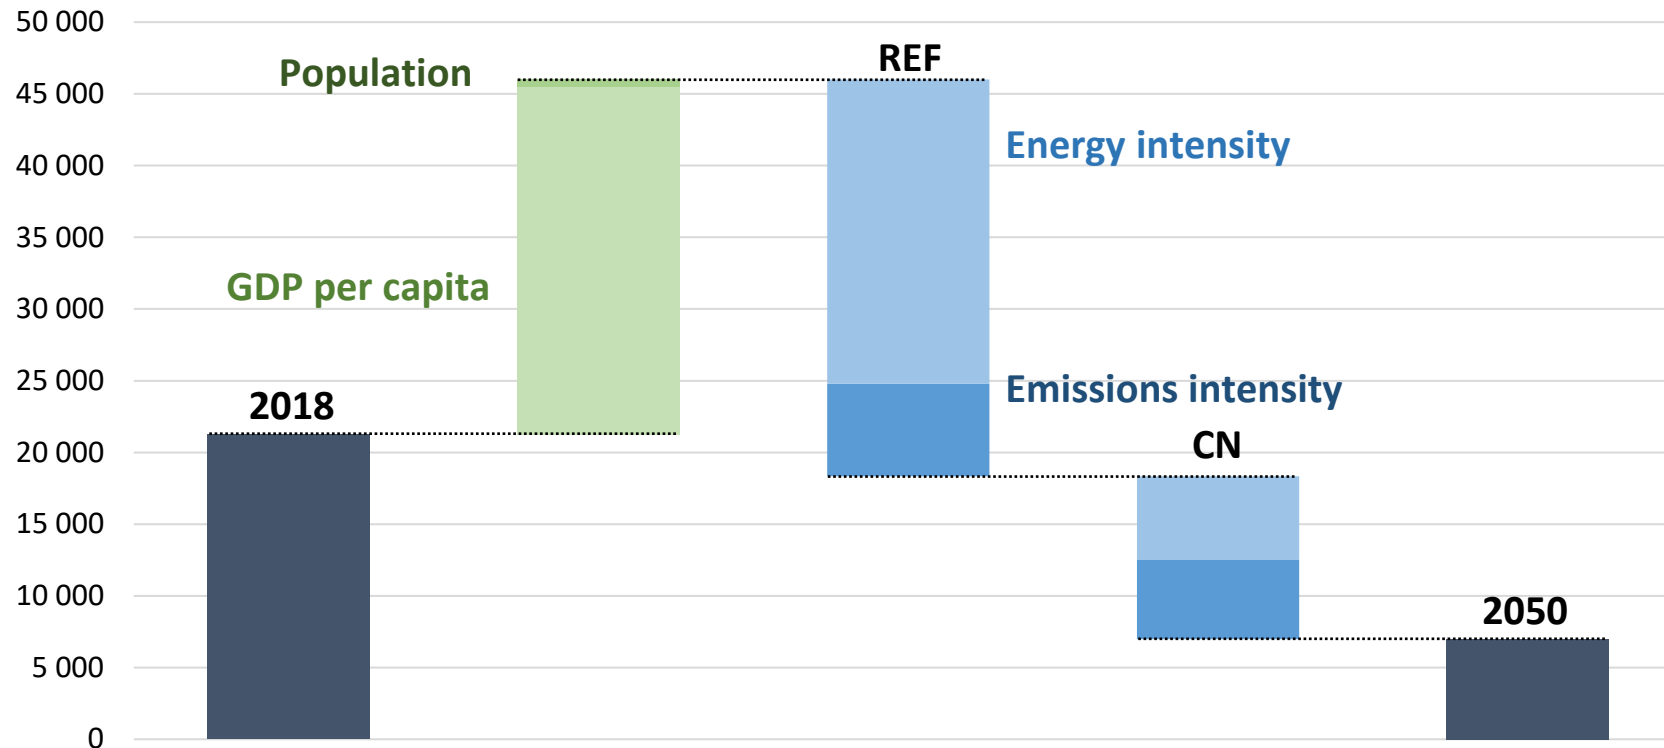 50 000
45 000
40 000
35 000
30 000
25 000
20 000
15 000
10 000
5 000
0
Population
REF
Energy intensity
GDP per capita
Emissions intensity
2018
CN
2050